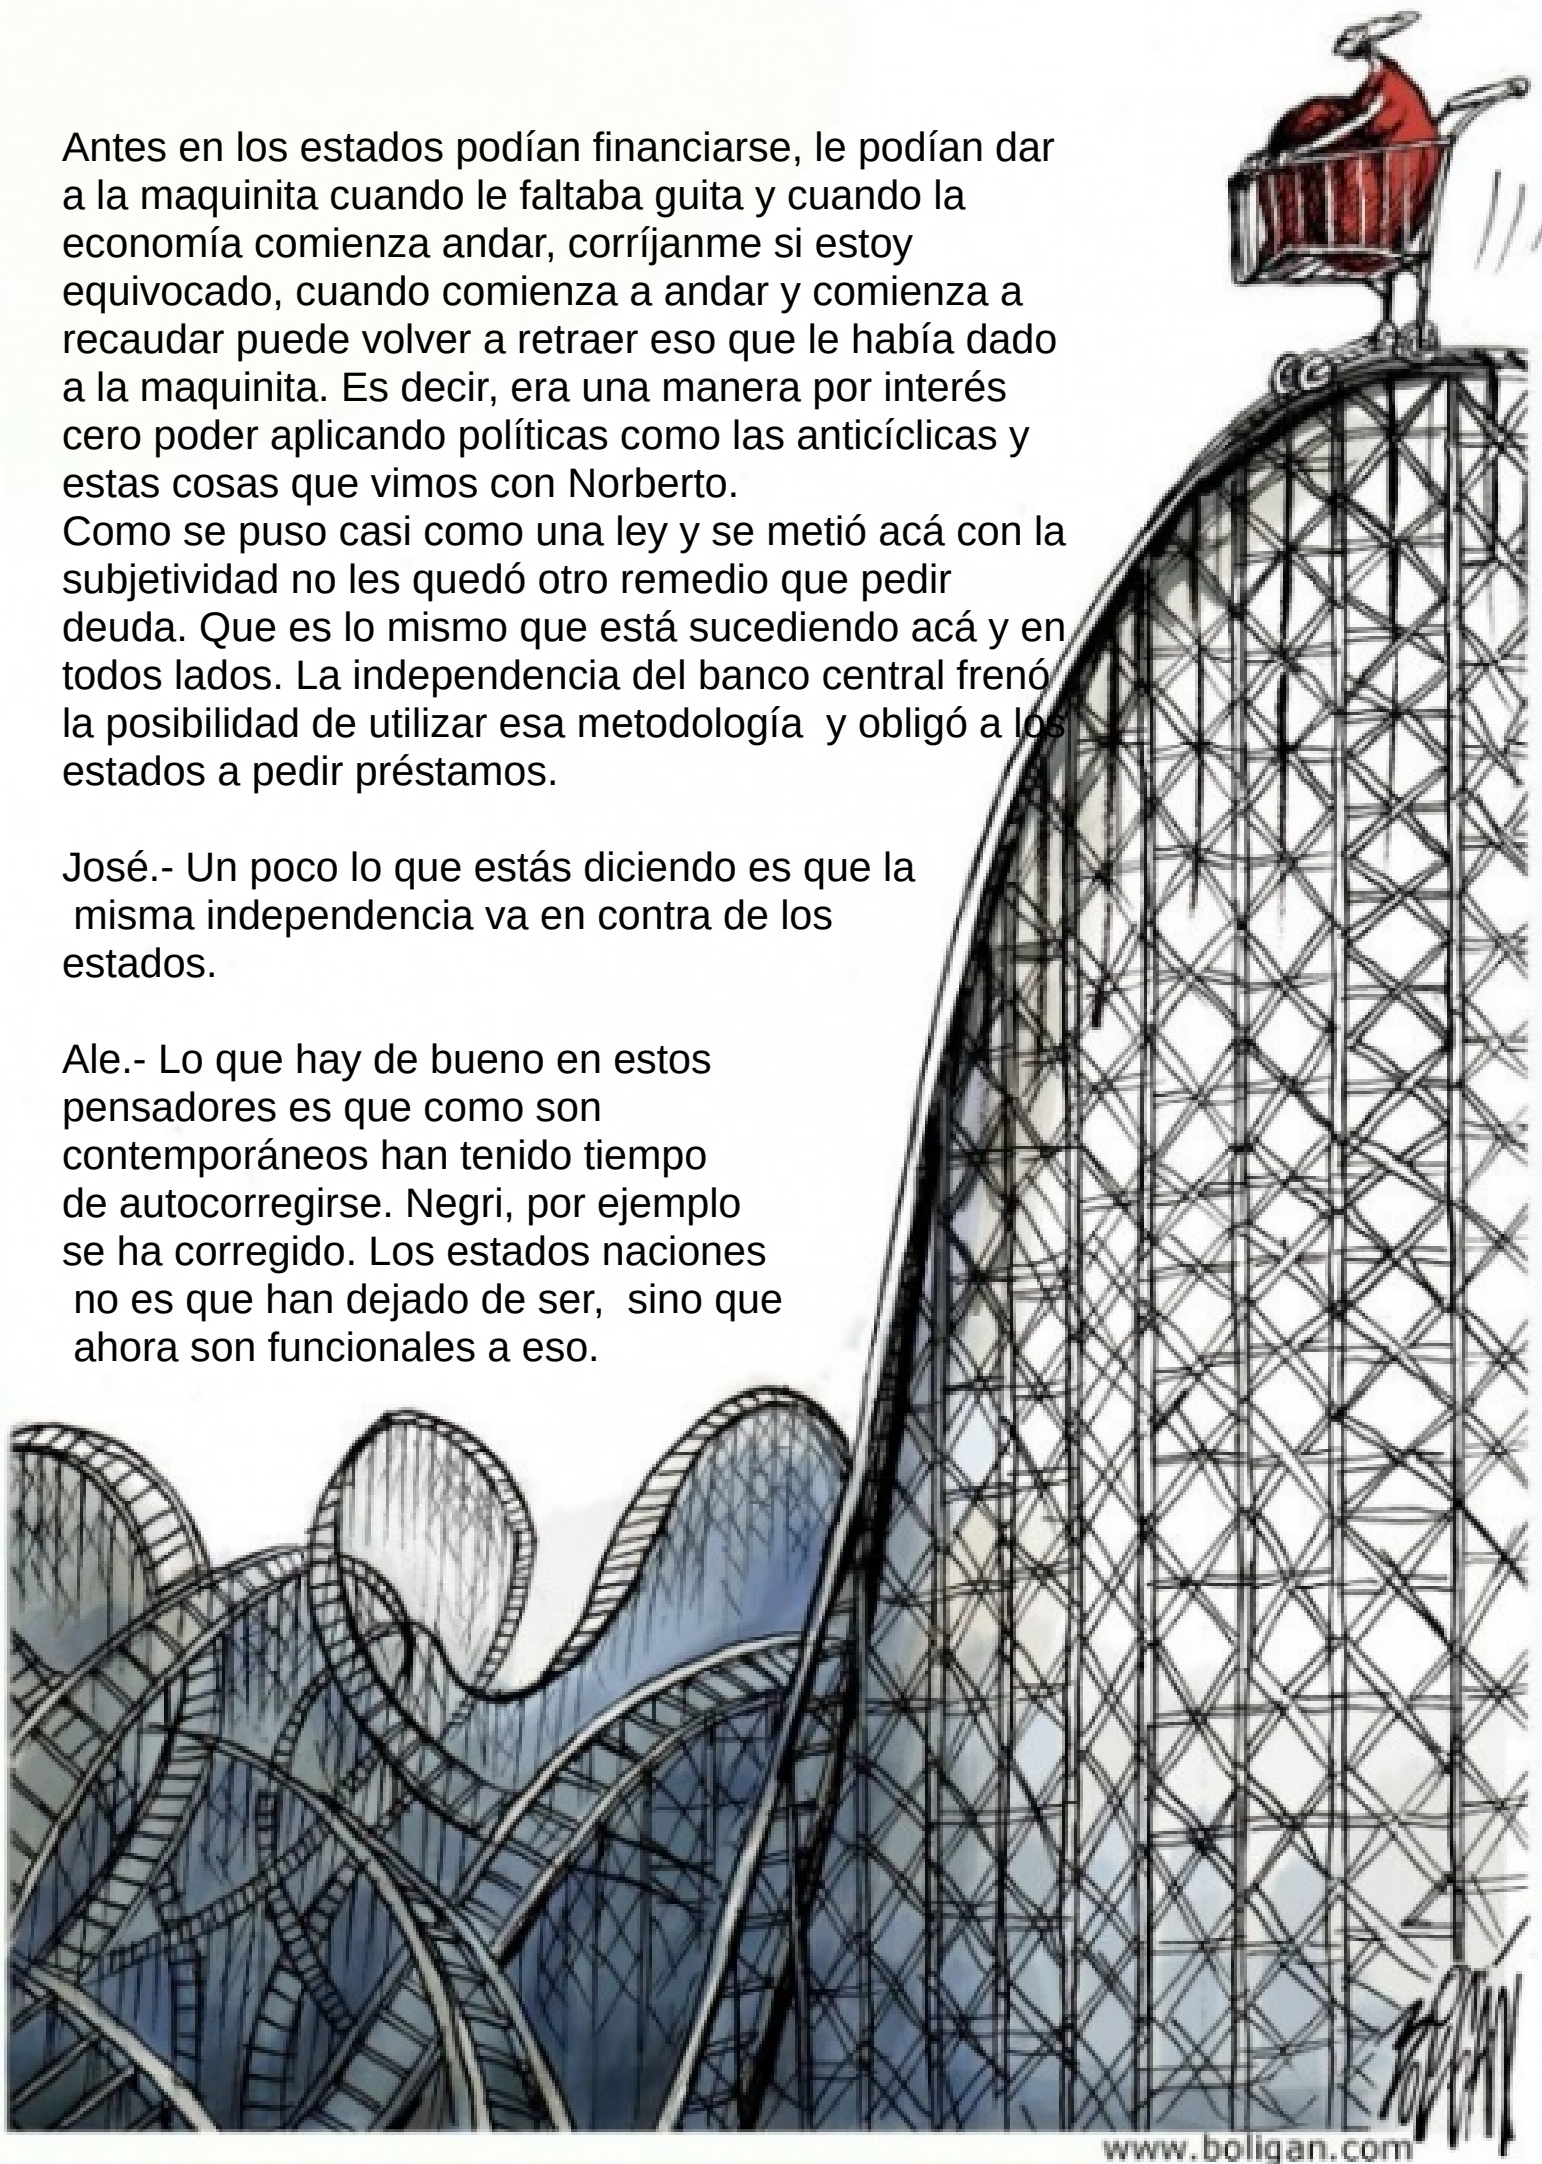 Antes en los estados podían financiarse, le podían dar
a la maquinita cuando le faltaba guita y cuando la
economía comienza andar, corríjanme si estoy
equivocado, cuando comienza a andar y comienza a
recaudar puede volver a retraer eso que le había dado
a la maquinita. Es decir, era una manera por interés
cero poder aplicando políticas como las anticíclicas y
estas cosas que vimos con Norberto.
Como se puso casi como una ley y se metió acá con la
subjetividad no les quedó otro remedio que pedir
deuda. Que es lo mismo que está sucediendo acá y en
todos lados. La independencia del banco central frenó
la posibilidad de utilizar esa metodología  y obligó a los
estados a pedir préstamos.
José.- Un poco lo que estás diciendo es que la
misma independencia va en contra de los
estados.
Ale.- Lo que hay de bueno en estos
pensadores es que como son
contemporáneos han tenido tiempo
de autocorregirse. Negri, por ejemplo
se ha corregido. Los estados naciones
no es que han dejado de ser,  sino que
ahora son funcionales a eso.
www.boligan.com